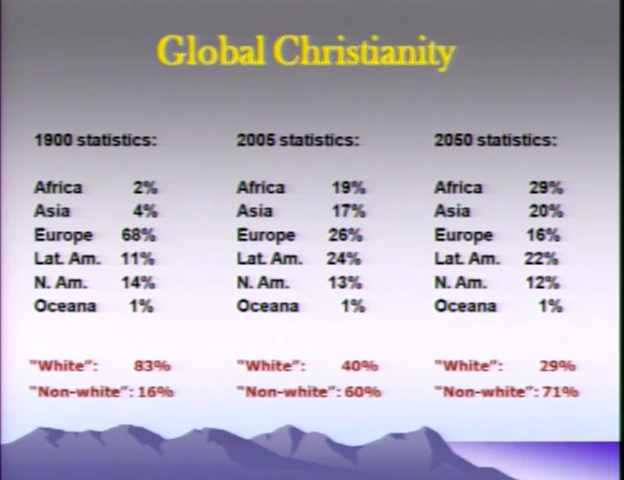 Global Christianity
1900 statistics:
Africa 2%
Asia 4%
Europe 68%
Lat. Am. 11%
N. Am. 14%
Oceana 1%
"White": 83%
"Non-white": 16%
2005 statistics:
Africa 19%
Asia 17%
Europe 26%
Lat. Am. 24%
N. Am. 13%
Oceana 1%
"White": 40%
"Non-white": 60%
2050 statistics:
Africa 29%
Asia 20%
Europe 16%
Lat. Am. 22%
N. Am. 12%
Oceana 1%
"White": 29%
"Non-white": 71%